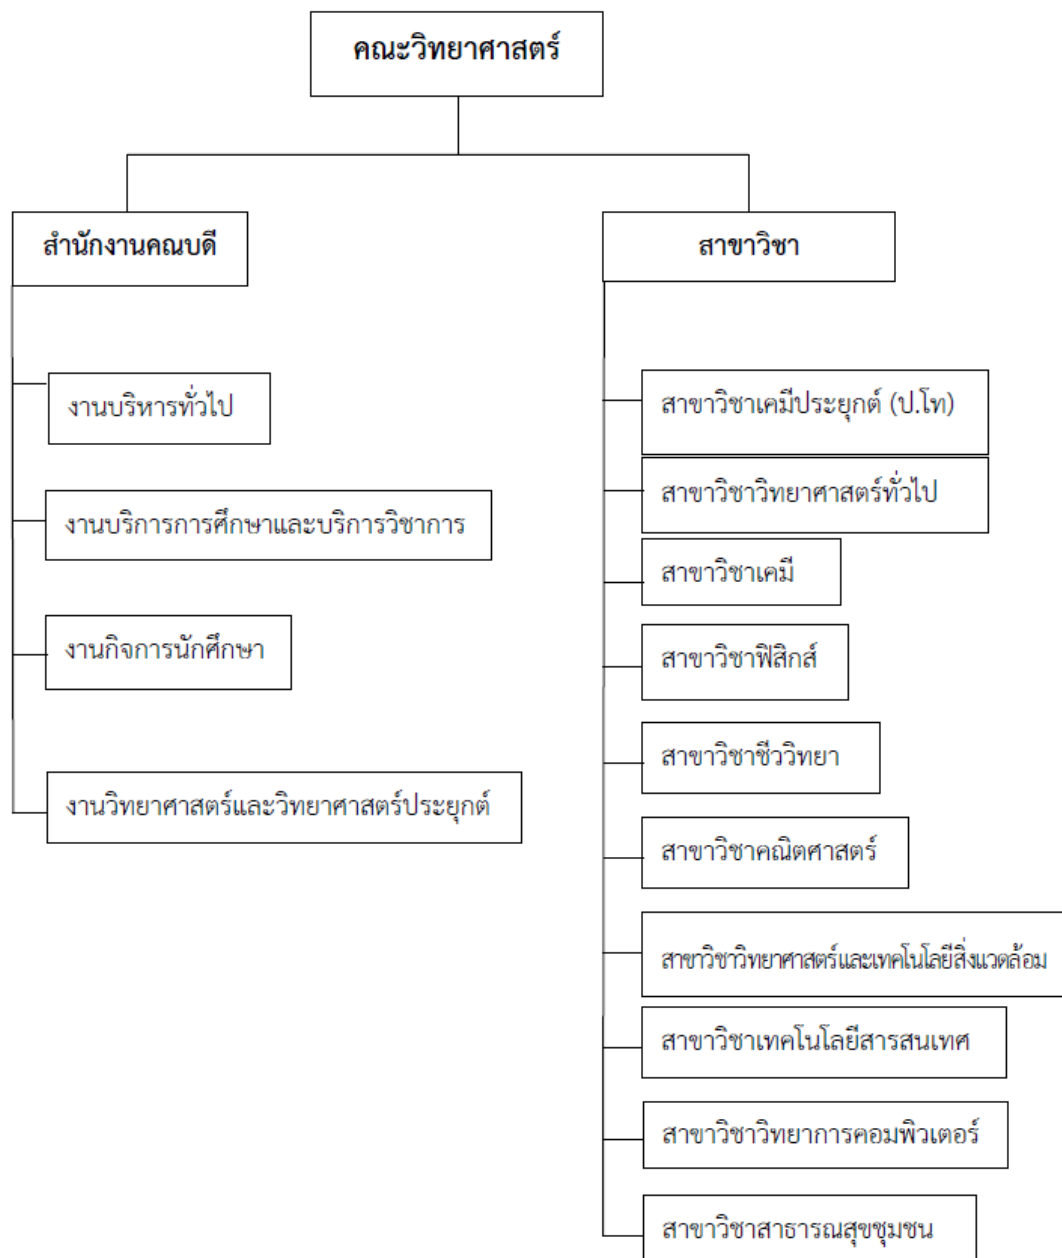 คณะวิทยาศาสตร์
สำนักงานคณบดี
สาขาวิชา
งานบริหารทั่วไป
งานบริการการศึกษาและบริการวิชาการ
งานกิจการนักศึกษา
งานวิทยาศาสตร์และวิทยาศาสตร์ประยุกต์
สาขาวิชาเคมีประยุกต์ (ป.โท)
สาขาวิชาวิทยาศาสตร์ทั่วไป
สาขาวิชาเคมี
สาขาวิชาฟิสิกส์
สาขาวิชาชีววิทยา
สาขาวิชาคณิตศาสตร์
สาขาวิชาวิทยาศาสตร์และเทคโนโลยีสิ่งแวดล้อม
สาขาวิชาเทคโนโลยีสารสนเทศ
สาขาวิชาวิทยาการคอมพิวเตอร์
สาขาวิชาสาธารณสุขชุมชน